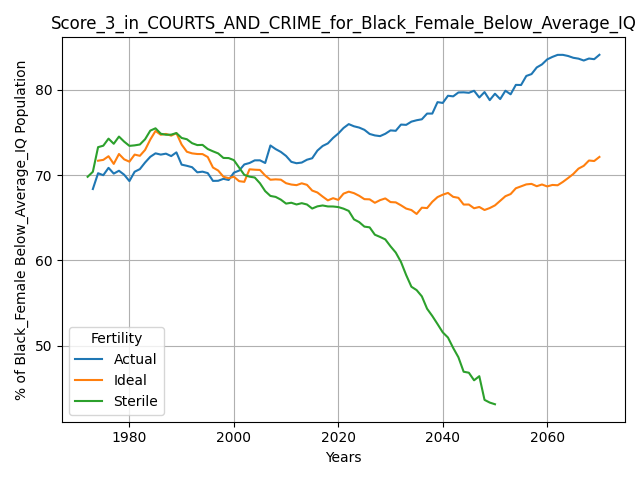 Score_3_in_COURTS_AND_CRIME_for_Black_Female_Below_Average_IQ
% of Black_Female Below_Average_IQ Population
80
70
60
50
Fertility
Actual
Ideal
Sterile
1980
2000
2020
2040
2060
Years